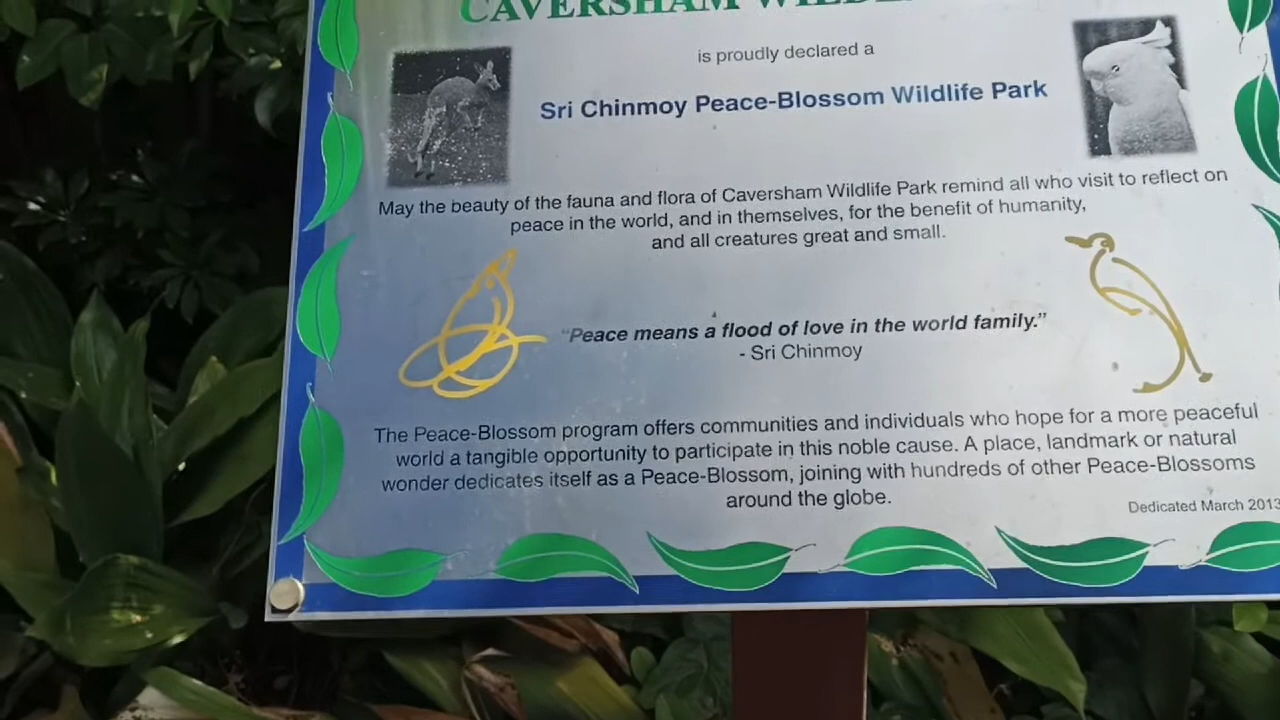 CAVERSHAM
is proudly declared a
Sri Chinmoy Peace-Blossom Wildlife Park
May the beauty of the fauna and flora of Caversham Wildlife Park remind all who visit to reflect on
peace in the world, and in themselves, for the benefit of humanity,
and all creatures great and small.
“Peace means a flood of love in the world family.”
- Sri Chinmoy
The Peace-Blossom program offers communities and individuals who hope for a more peaceful
world a tangible opportunity to participate in this noble cause. A place, landmark or natural
wonder dedicates itself as a Peace-Blossom, joining with hundreds of other Peace-Blossoms
around the globe.
Dedicated March 2013